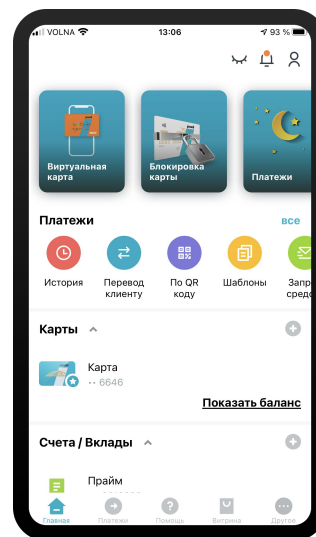 VOLNA 13:06 93 %
Виртуальная
карта
Блокировка
карты
Платежи
Платежи все
История Перевод
клиенту По QR
коду Шаблоны Запр
сред
Карты
Карта
·· 6646
Показать баланс
Счета / Вклады
Прайм
Главная Платежи Помощь Витрина Другое